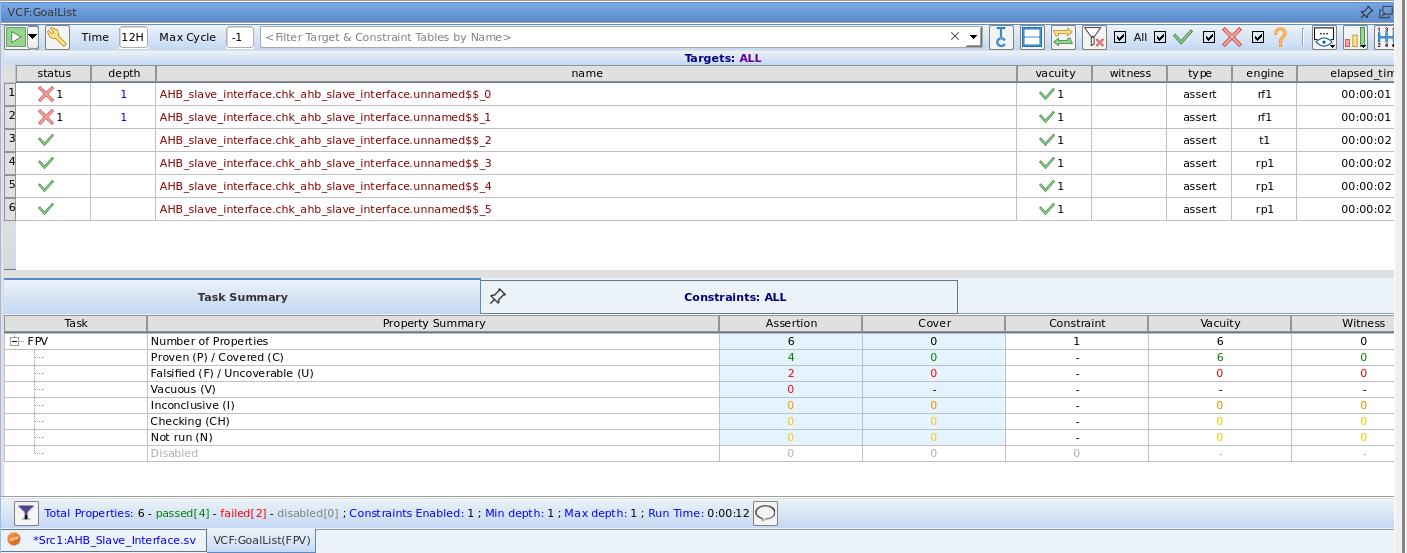 VCF:GoalList
Time 12H Max Cycle -1 <Filter Target & Constraint Tables by Name> All
Targets: ALL
status depth name vacuity witness type engine elapsed_tim
1 1 1 AHB_slave_interface.chk_ahb_slave_interface.unnamed$$_0 1 assert rf1 00:00:01
2 1 1 AHB_slave_interface.chk_ahb_slave_interface.unnamed$$_1 1 assert rf1 00:00:01
3 AHB_slave_interface.chk_ahb_slave_interface.unnamed$$_2 1 assert t1 00:00:02
4 AHB_slave_interface.chk_ahb_slave_interface.unnamed$$_3 1 assert rp1 00:00:02
5 AHB_slave_interface.chk_ahb_slave_interface.unnamed$$_4 1 assert rp1 00:00:02
6 AHB_slave_interface.chk_ahb_slave_interface.unnamed$$_5 1 assert rp1 00:00:02
Task Summary Constraints: ALL
Task Property Summary Assertion Cover Constraint Vacuity Witness
FPV Number of Properties 6 0 1 6 0
Proven (P) / Covered (C) 4 0 - 6 0
Falsified (F) / Uncoverable (U) 2 0 - 0 0
Vacuous (V) 0 - - - -
Inconclusive (I) 0 0 - 0 0
Checking (CH) 0 0 - 0 0
Not run (N) 0 0 - 0 0
Disabled 0 0 0 - -
Total Properties: 6 - passed[4] - failed[2] - disabled[0] ; Constraints Enabled: 1 ; Min depth: 1 ; Max depth: 1 ; Run Time: 0:00:12
*Src1:AHB_Slave_Interface.sv VCF:GoalList(FPV)